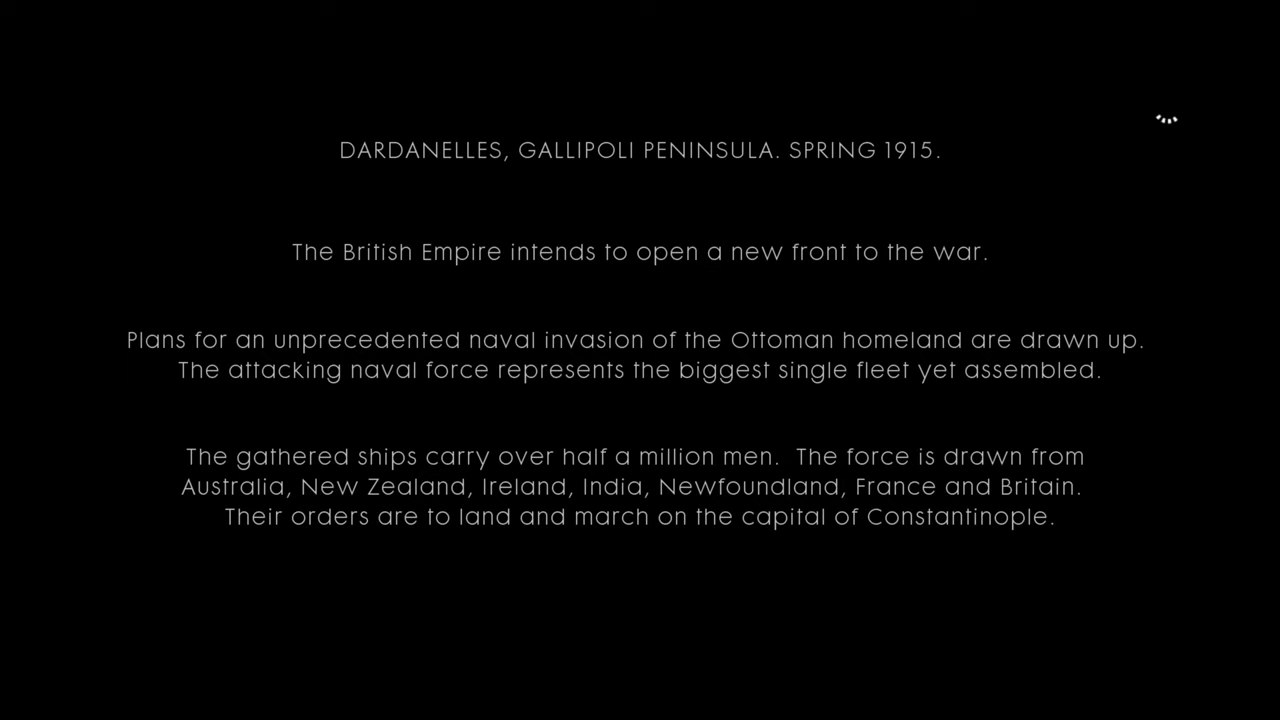 DARDANELLES, GALLIPOLI PENINSULA. SPRING 1915.
The British Empire intends to open a new front to the war.
Plans for an unprecedented naval invasion of the Ottoman homeland are drawn up.
The attacking naval force represents the biggest single fleet yet assembled.
The gathered ships carry over half a million men.  The force is drawn from
Australia, New Zealand, Ireland, India, Newfoundland, France and Britain.
Their orders are to land and march on the capital of Constantinople.